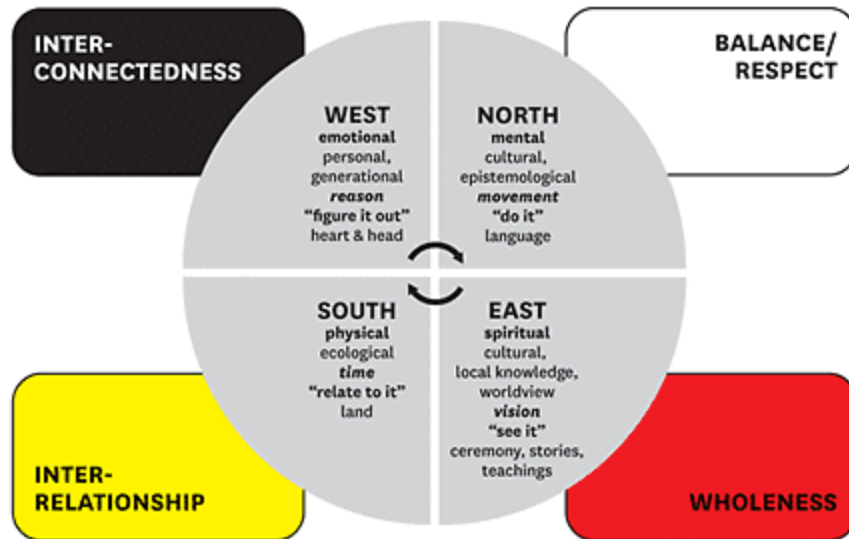 INTER-
CONNECTEDNESS
BALANCE/
RESPECT
WEST
emotional
personal,
generational
reason
“figure it out”
heart & head
NORTH
mental
cultural,
epistemological
movement
“do it”
language
SOUTH
physical
ecological
time
“relate to it”
land
EAST
spiritual
cultural,
local knowledge,
worldview
vision
“see it”
ceremony, stories,
teachings
INTER-
RELATIONSHIP
WHOLENESS